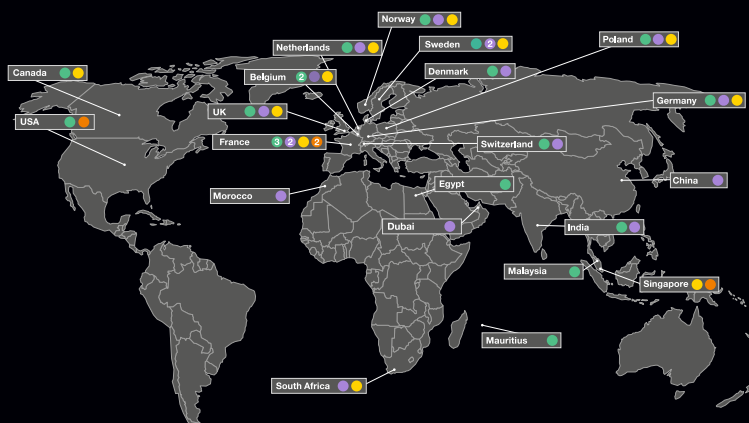 Norway
Netherlands
Sweden 2
Poland
Canada
Belgium 2
Denmark
Germany
UK
USA
France 3 2 2
Switzerland
Morocco
Egypt
China
Dubai
India
Malaysia
Singapore
Mauritius
South Africa